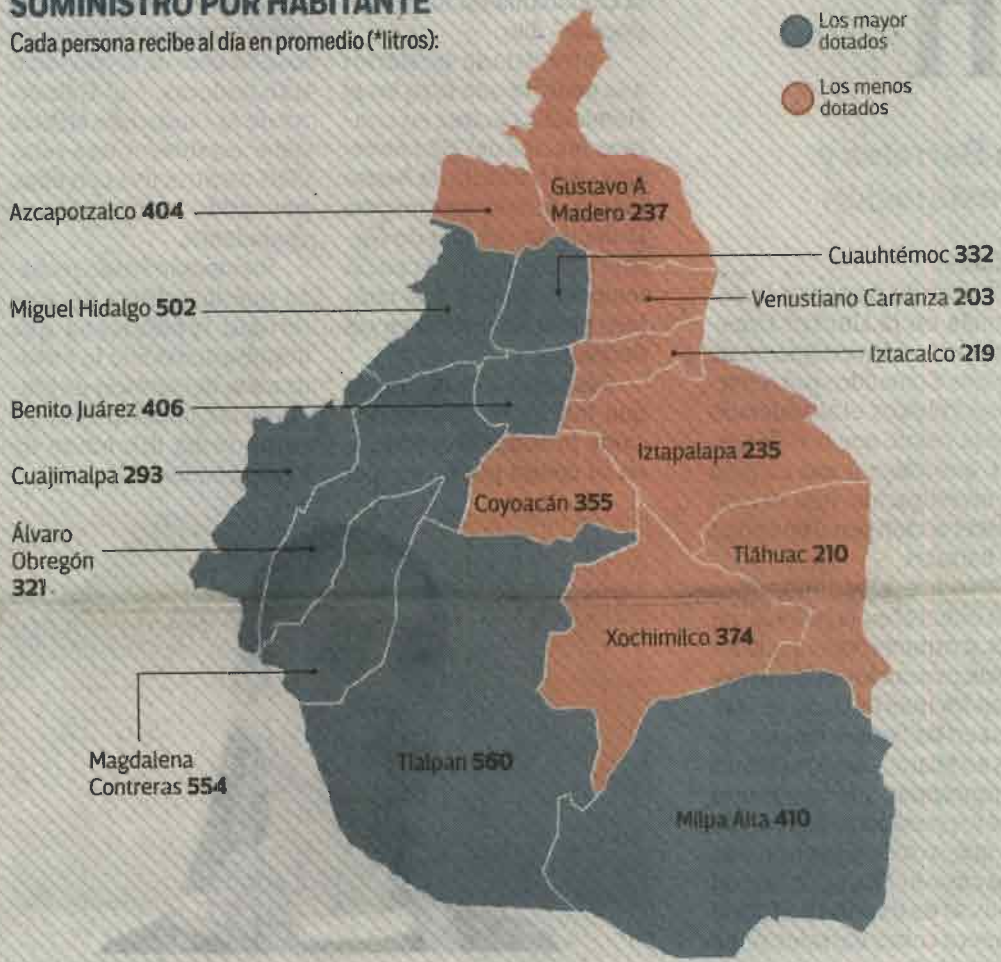 SUMINISTRO POR HABITANTE
Cada persona recibe al día en promedio (*litros):
Los mayor
dotados
Los menos
dotados
Azcapotzalco 404
Gustavo A.
Madero 237
Cuauhtémoc 332
Miguel Hidalgo 502
Venustiano Carranza 203
Iztacalco 219
Benito Juárez 406
Iztapalapa 235
Cuajimalpa 293
Coyoacán 355
Álvaro
Obregón
321
Tláhuac 210
Xochimilco 374
Magdalena
Contreras 554
Tlalpan 560
Milpa Alta 410